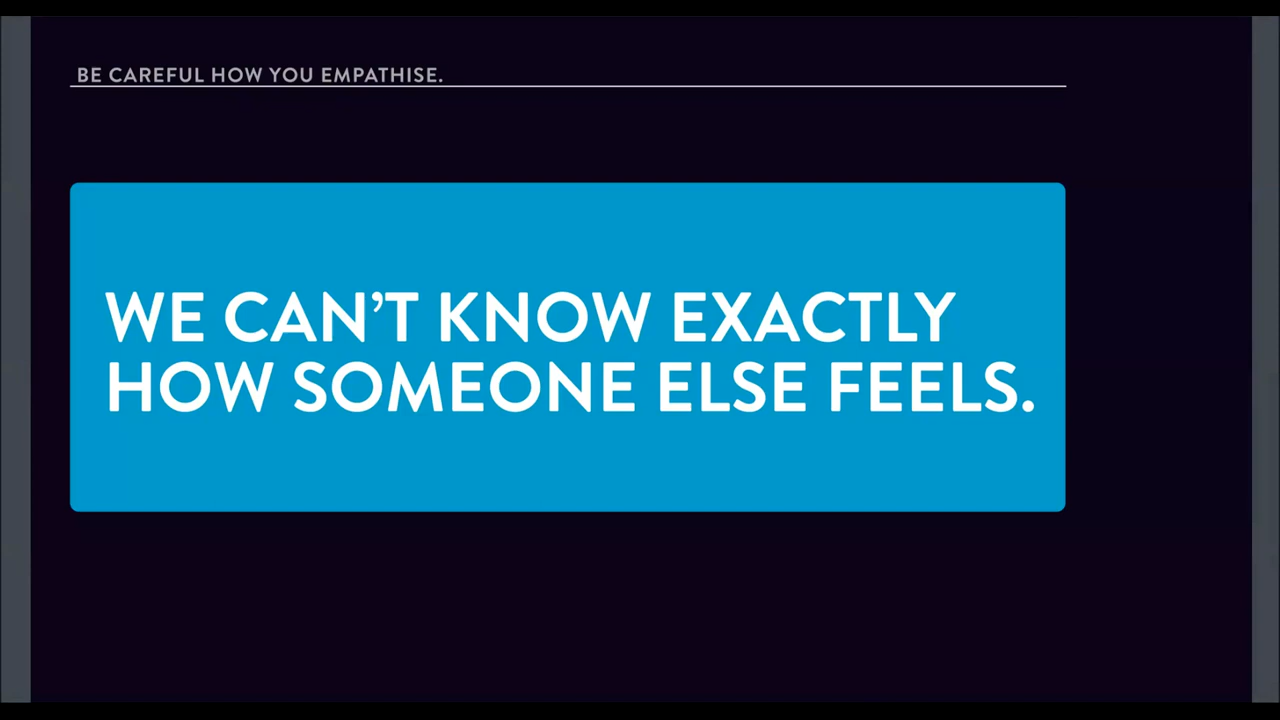 BE CAREFUL HOW YOU EMPATHISE.
WE CAN’T KNOW EXACTLY
HOW SOMEONE ELSE FEELS.